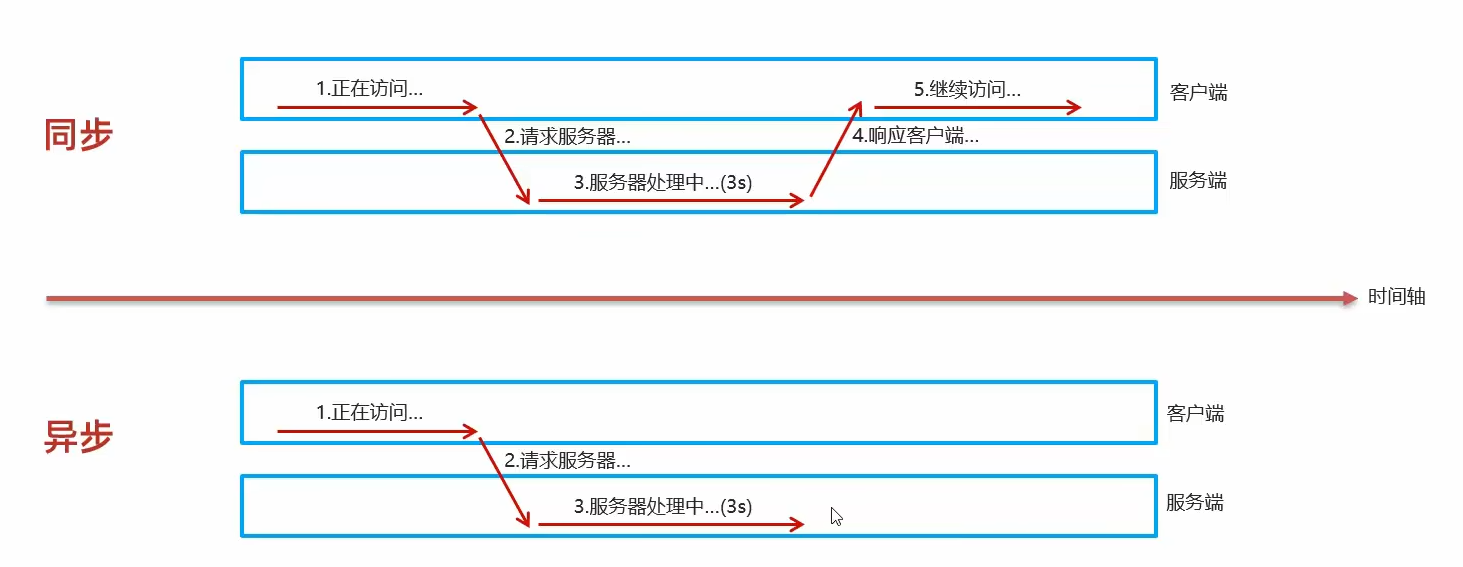 1.正在访问...
5.继续访问...
客户端
同步
2.请求服务器...
4.响应客户端...
3.服务器处理中...(3s)
服务端
时间轴
1.正在访问...
客户端
异步
2.请求服务器...
3.服务器处理中...(3s)
服务端